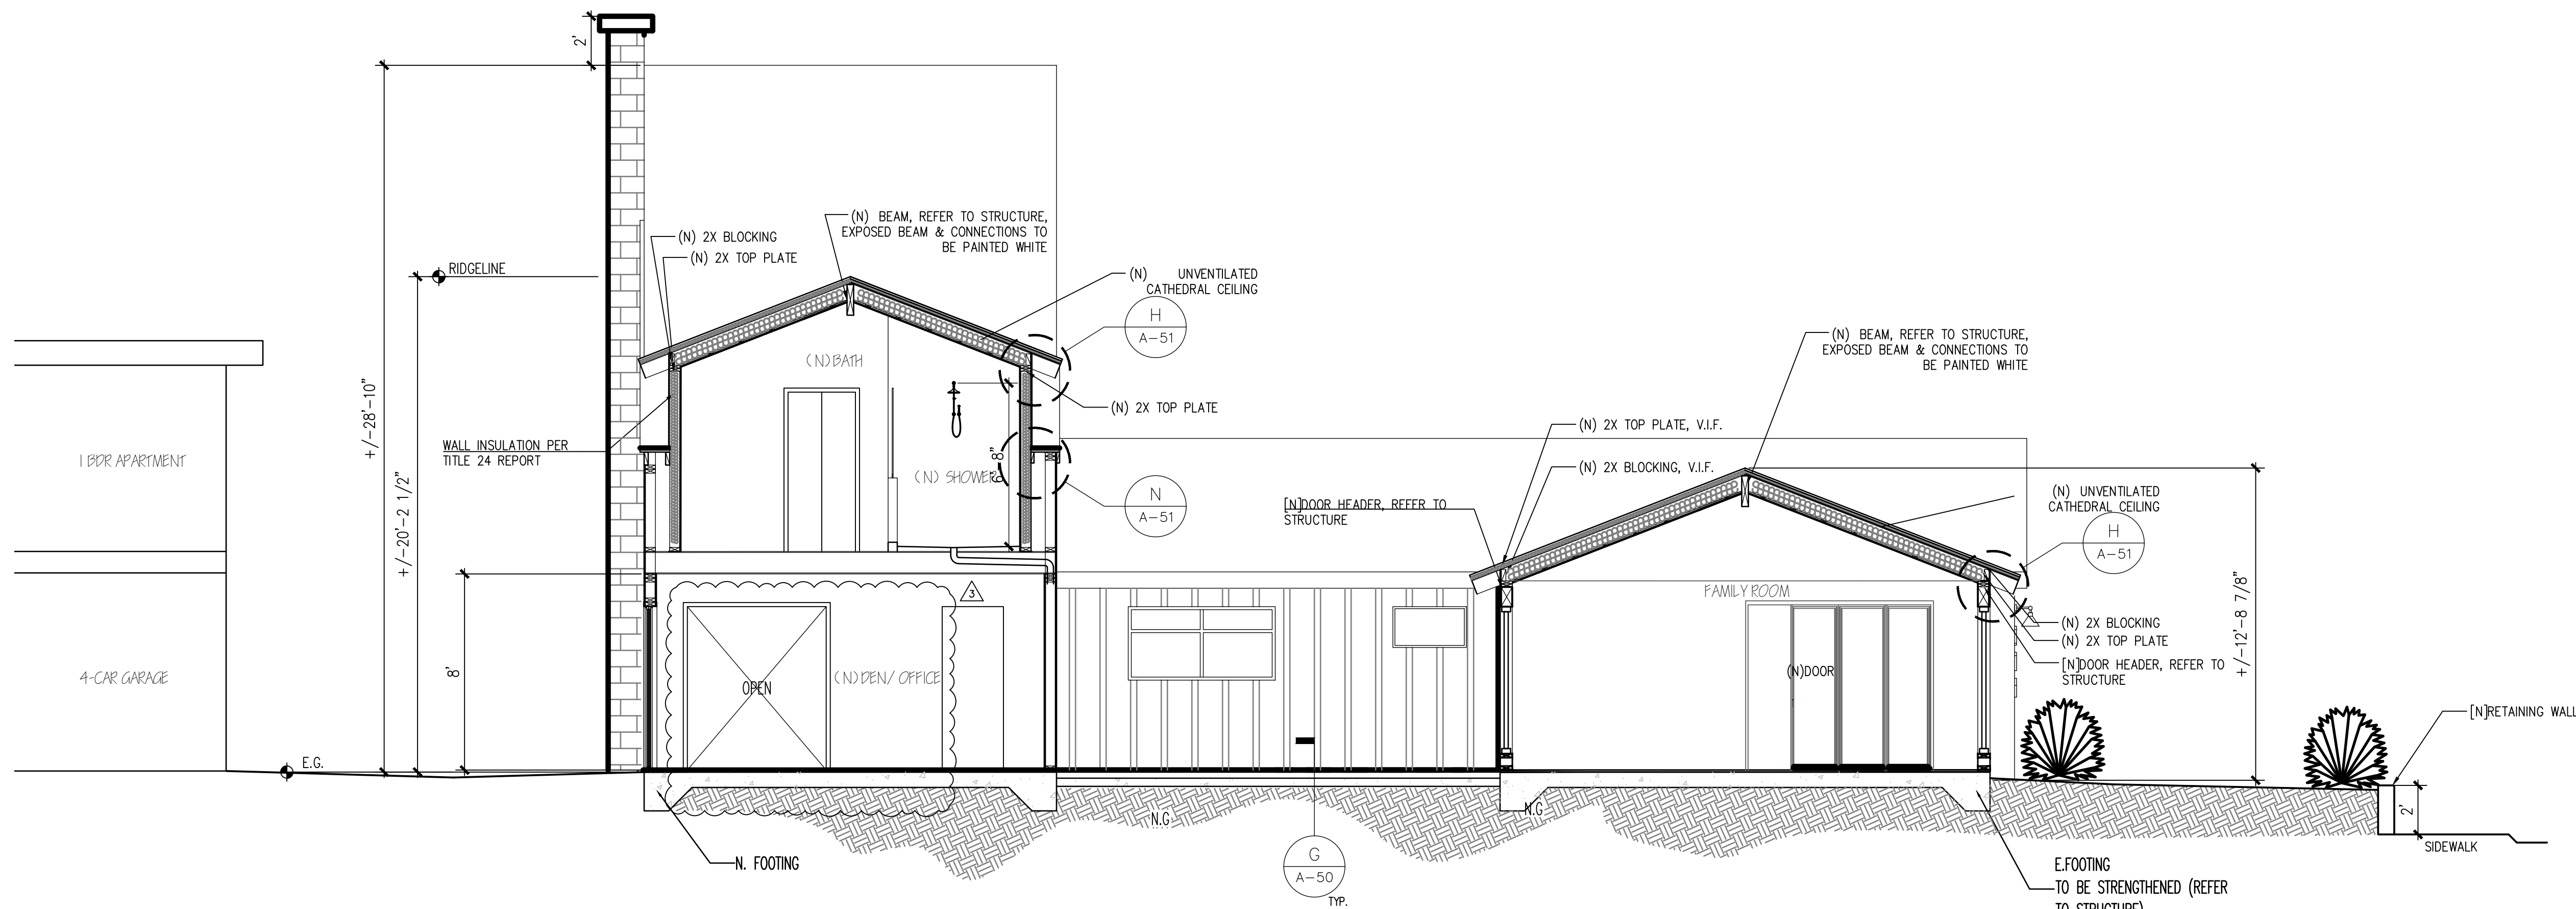 2'
(N) BEAM, REFER TO STRUCTURE,
EXPOSED BEAM & CONNECTIONS TO
BE PAINTED WHITE
(N) 2X BLOCKING
(N) 2X TOP PLATE
RIDGELINE
(N) UNVENTILATED
CATHEDRAL CEILING
H
A-51
(N) BATH
+/-28'-10"
(N) 2X TOP PLATE
WALL INSULATION PER
TITLE 24 REPORT
1 BDR APARTMENT
+/-20'-2 1/2"
(N) SHOWER
6'-8"
N
A-51
(N) BEAM, REFER TO STRUCTURE,
EXPOSED BEAM & CONNECTIONS TO
BE PAINTED WHITE
(N) 2X TOP PLATE, V.I.F.
(N) 2X BLOCKING, V.I.F.
[N]DOOR HEADER, REFER TO
STRUCTURE
(N) UNVENTILATED
CATHEDRAL CEILING
H
A-51
FAMILY ROOM
3
8'
4-CAR GARAGE
OPEN
(N) DEN/ OFFICE
(N)DOOR
(N) 2X BLOCKING
(N) 2X TOP PLATE
[N]DOOR HEADER, REFER TO
STRUCTURE
+/-12'-8 7/8"
[N]RETAINING WALL
E.G.
N.G
N.G
2'
SIDEWALK
N. FOOTING
G
A-50
TYP.
E.FOOTING
TO BE STRENGTHENED (REFER
TO STRUCTURE)